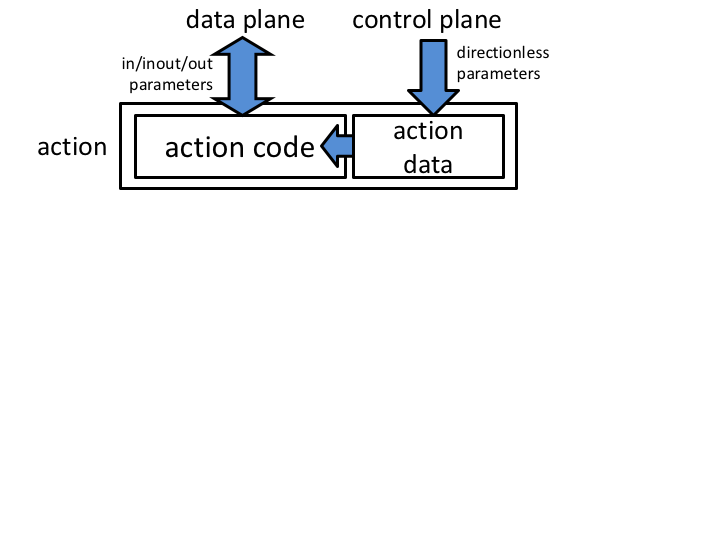 data plane
control plane
in/inout/out
parameters
directionless
parameters
action
action code
action
data